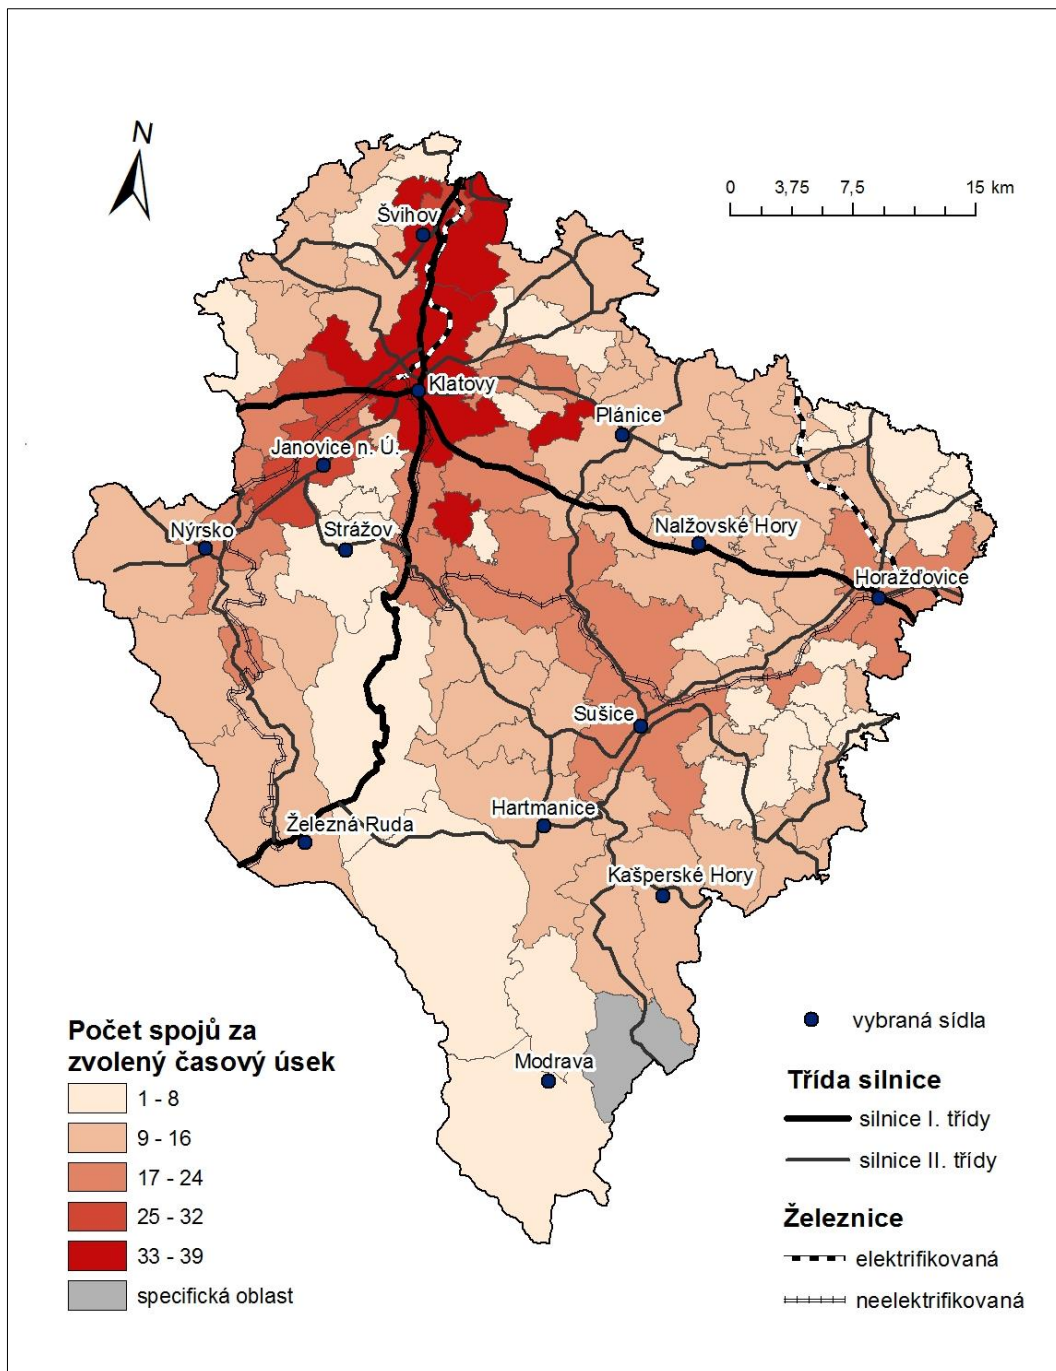 N
0 3,75 7,5 15 km
Švihov
Klatovy
Plánice
Janovice n. Ú.
Nýrsko
Strážov
Nalžovské Hory
Horažďovice
Sušice
Hartmanice
Železná Ruda
Kašperské Hory
Modrava
Počet spojů za
zvolený časový úsek
1 - 8
9 - 16
17 - 24
25 - 32
33 - 39
specifická oblast
vybraná sídla
Třída silnice
silnice I. třídy
silnice II. třídy
Železnice
elektrifikovaná
neelektrifikovaná